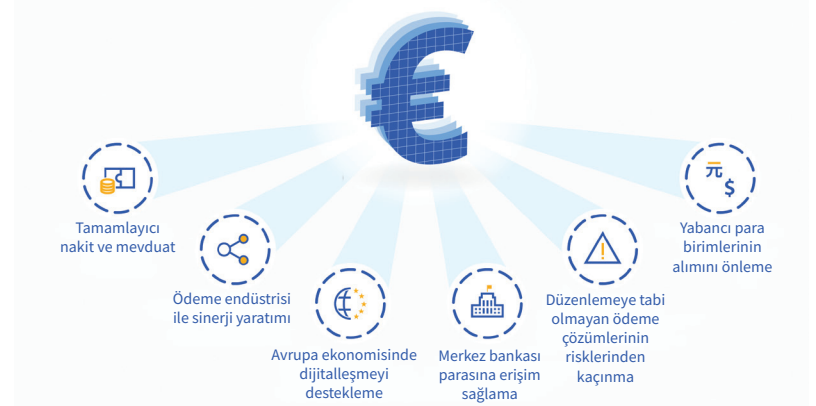 Tamamlayıcı
nakit ve mevduat
Ödeme endüstrisi
ile sinerji yaratımı
Avrupa ekonomisinde
dijitalleşmeyi
destekleme
Merkez bankası
parasına erişim
sağlama
Düzenlemeye tabi
olmayan ödeme
çözümlerinin
risklerinden
kaçınma
元
$
Yabancı para
birimlerinin
alımını önleme